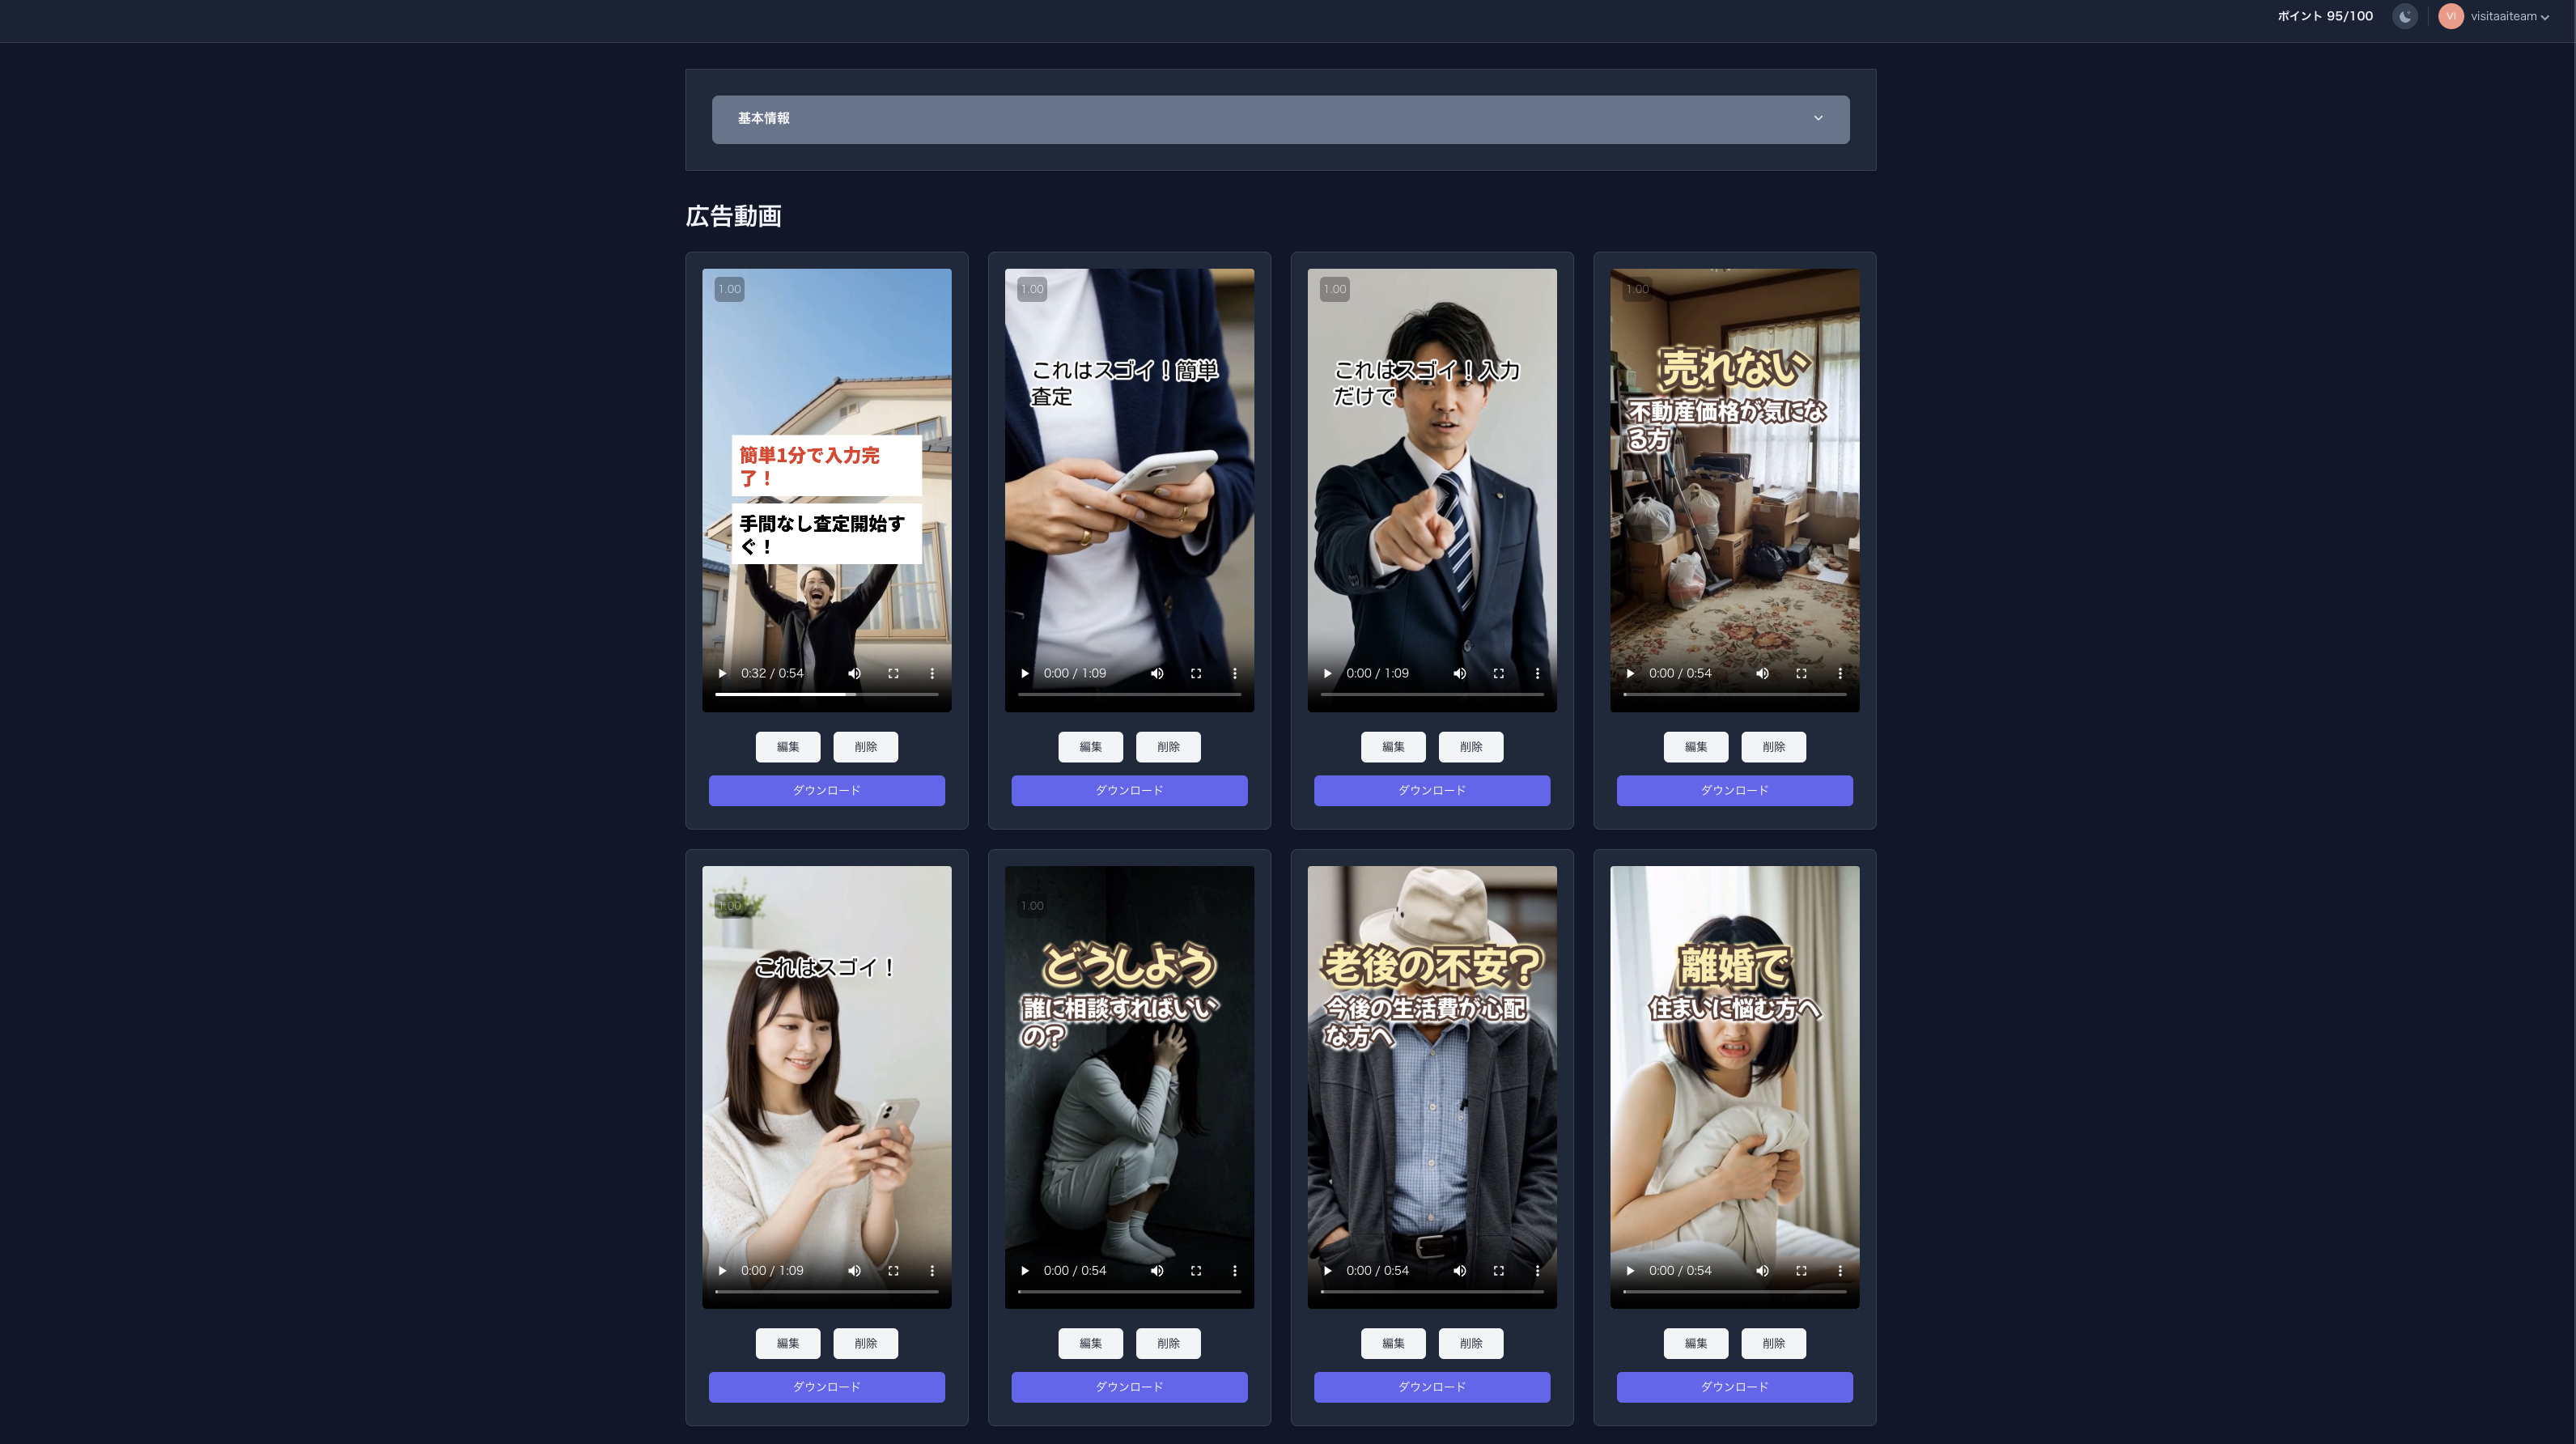 ポイント 95/100
VI
visitaaiteam
基本情報
広告動画
1.00
簡単1分で入力完
了！
手間なし査定開始す
ぐ！
0:32 / 0:54
編集
削除
ダウンロード
1.00
これはスゴイ！簡単
査定
0:00 / 1:09
編集
削除
ダウンロード
1.00
これはスゴイ！入力
だけで
0:00 / 1:09
編集
削除
ダウンロード
1.00
売れない
不動産価格が気にな
る方
0:00 / 0:54
編集
削除
ダウンロード
1.00
これはスゴイ！
0:00 / 1:09
編集
削除
ダウンロード
1.00
どうしよう
誰に相談すればいい
の？
0:00 / 0:54
編集
削除
ダウンロード
老後の不安？
今後の生活費が心配
な方へ
0:00 / 0:54
編集
削除
ダウンロード
離婚で
住まいに悩む方へ
0:00 / 0:54
編集
削除
ダウンロード